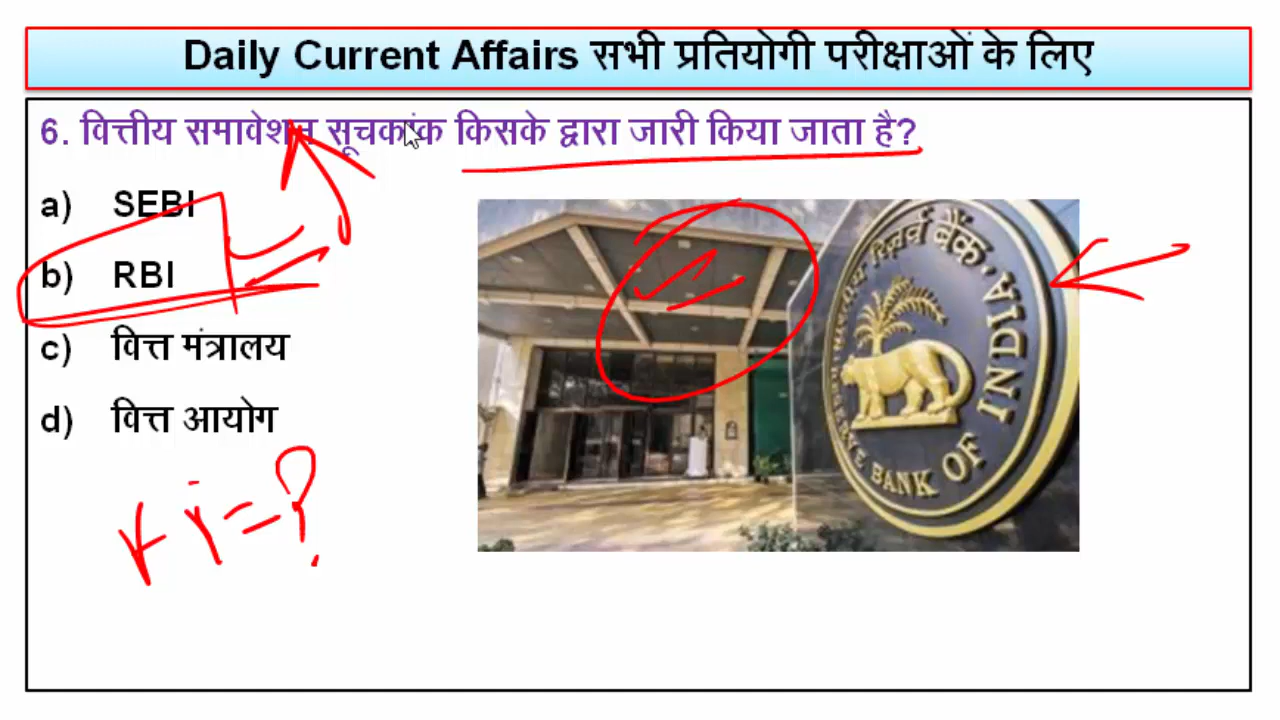 Daily Current Affairs सभी प्रतियोगी परीक्षाओं के लिए
6. वित्तीय समावेशन सूचकांक किसके द्वारा जारी किया जाता है?
a) SEBI
b) RBI
c) वित्त मंत्रालय
d) वित्त आयोग
रिज़र्व बैंक
RESERVE BANK OF INDIA